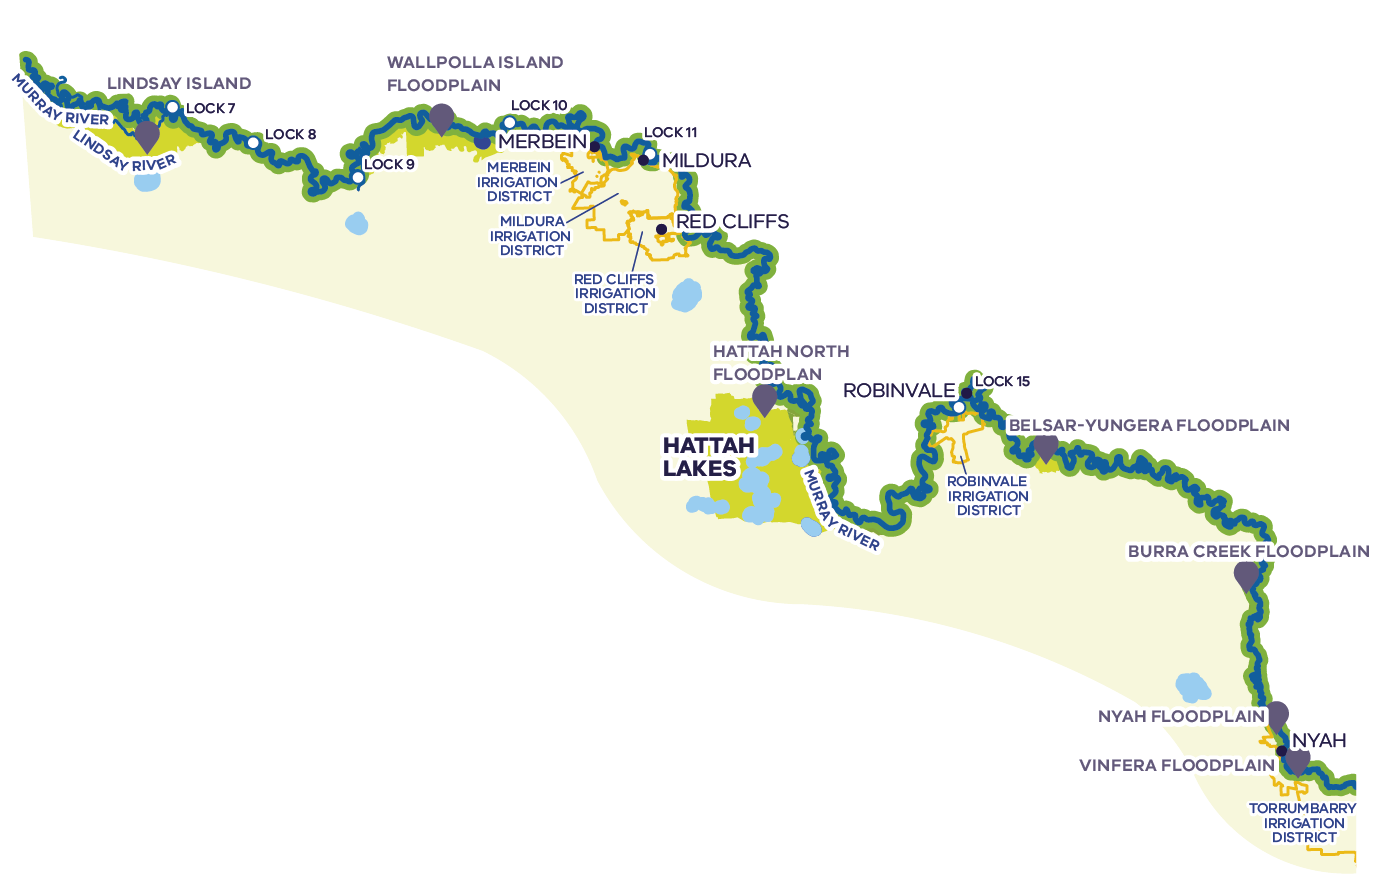 WALLPOLLA ISLAND
FLOODPLAIN
LINDSAY ISLAND
MURRAY RIVER
LOCK 7
LINDSAY RIVER
LOCK 8
LOCK 9
LOCK 10
MERBEIN
LOCK 11
MILDURA
MERBEIN
IRRIGATION
DISTRICT
MILDURA
IRRIGATION
DISTRICT
RED CLIFFS
RED CLIFFS
IRRIGATION
DISTRICT
HATTAH NORTH
FLOODPLAN
HATTAH
LAKES
MURRAY RIVER
ROBINVALE
LOCK 15
BELSAR-YUNGERA FLOODPLAIN
ROBINVALE
IRRIGATION
DISTRICT
BURRA CREEK FLOODPLAIN
NYAH FLOODPLAIN
NYAH
VINFERA FLOODPLAIN
TORRUMBARRY
IRRIGATION
DISTRICT